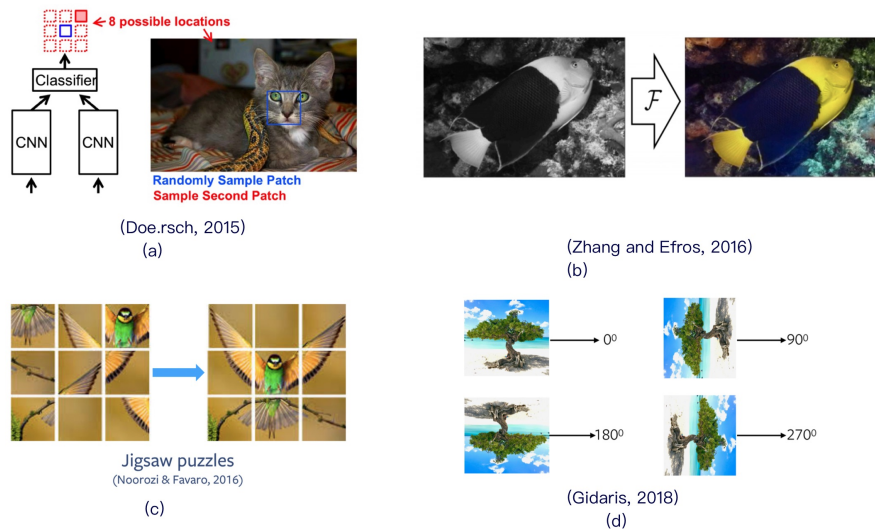 8 possible locations
Classifier
CNN CNN
Randomly Sample Patch
Sample Second Patch
(Doe.rsch, 2015)
(a)
F
(Zhang and Efros, 2016)
(b)
Jigsaw puzzles
(Noorozi & Favaro, 2016)
(c)
0⁰
90⁰
180⁰
270⁰
(Gidaris, 2018)
(d)